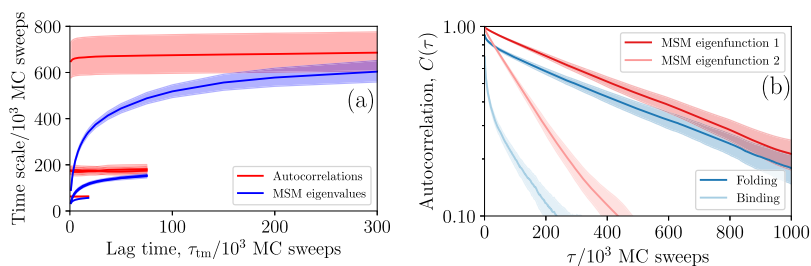 800
600
400
200
0
Time scale/10³ MC sweeps
(a)
Autocorrelations
MSM eigenvalues
0
100
200
300
Lag time, τ_tm/10³ MC sweeps
1.00
0.10
Autocorrelation, C(τ)
MSM eigenfunction 1
MSM eigenfunction 2
(b)
Folding
Binding
0
200
400
600
800
1000
τ/10³ MC sweeps